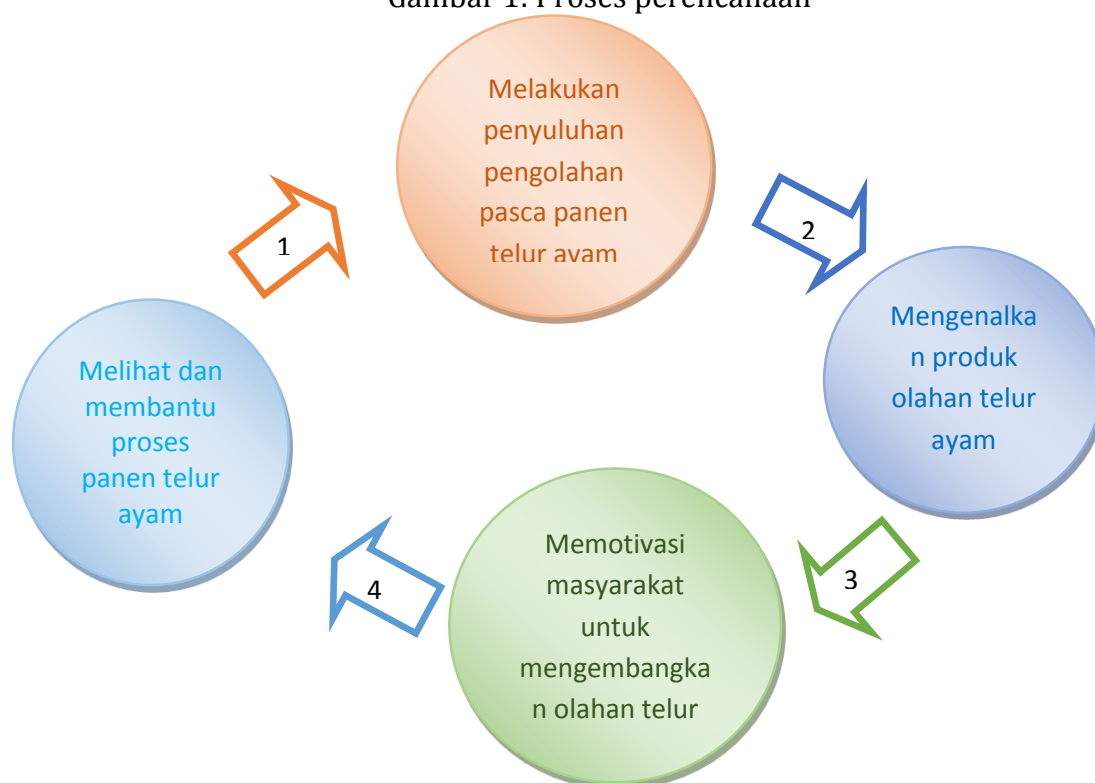 Gambar 1. Proses perencanaan
Melakukan
penyuluhan
pengolahan
pasca panen
telur ayam
1
2
Mengenalka
n produk
olahan telur
ayam
Melihat dan
membantu
proses
panen telur
ayam
Memotivasi
masyarakat
untuk
mengembangka
n olahan telur
3
4